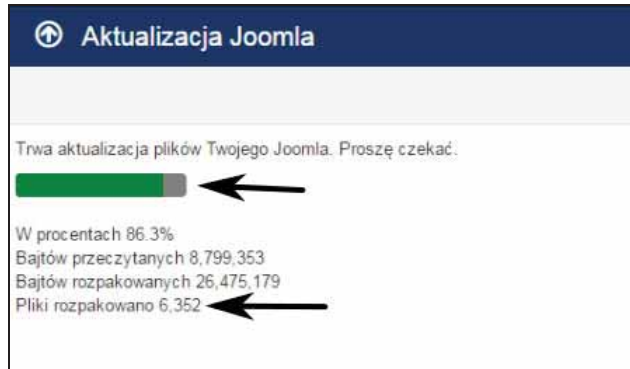 Aktualizacja Joomla
Trwa aktualizacja plików Twojego Joomla. Proszę czekać.
W procentach 86.3%
Bajtów przeczytanych 8,799,353
Bajtów rozpakowanych 26,475,179
Pliki rozpakowano 6,352